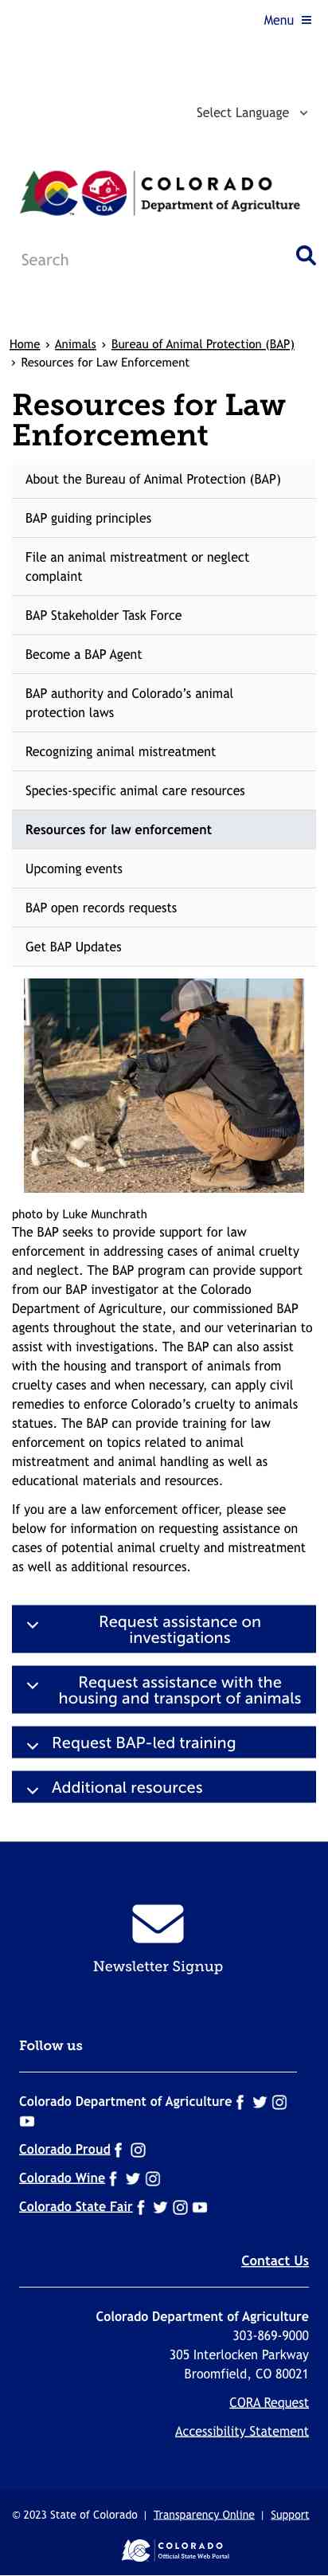 Menu
Select Language
CDA
COLORADO
Department of Agriculture
Search
Home › Animals › Bureau of Animal Protection (BAP)
› Resources for Law Enforcement
Resources for Law
Enforcement
About the Bureau of Animal Protection (BAP)
BAP guiding principles
File an animal mistreatment or neglect
complaint
BAP Stakeholder Task Force
Become a BAP Agent
BAP authority and Colorado's animal
protection laws
Recognizing animal mistreatment
Species-specific animal care resources
Resources for law enforcement
Upcoming events
BAP open records requests
Get BAP Updates
photo by Luke Munchrath
The BAP seeks to provide support for law
enforcement in addressing cases of animal cruelty
and neglect. The BAP program can provide support
from our BAP investigator at the Colorado
Department of Agriculture, our commissioned BAP
agents throughout the state, and our veterinarian to
assist with investigations. The BAP can also assist
with the housing and transport of animals from
cruelty cases and when necessary, can apply civil
remedies to enforce Colorado's cruelty to animals
statues. The BAP can provide training for law
enforcement on topics related to animal
mistreatment and animal handling as well as
educational materials and resources.
If you are a law enforcement officer, please see
below for information on requesting assistance on
cases of potential animal cruelty and mistreatment
as well as additional resources.
Request assistance on
investigations
Request assistance with the
housing and transport of animals
Request BAP-led training
Additional resources
Newsletter Signup
Follow us
Colorado Department of Agriculture
Colorado Proud
Colorado Wine
Colorado State Fair
Contact Us
Colorado Department of Agriculture
303-869-9000
305 Interlocken Parkway
Broomfield, CO 80021
CORA Request
Accessibility Statement
© 2023 State of Colorado | Transparency Online | Support
COLORADO
Official State Web Portal